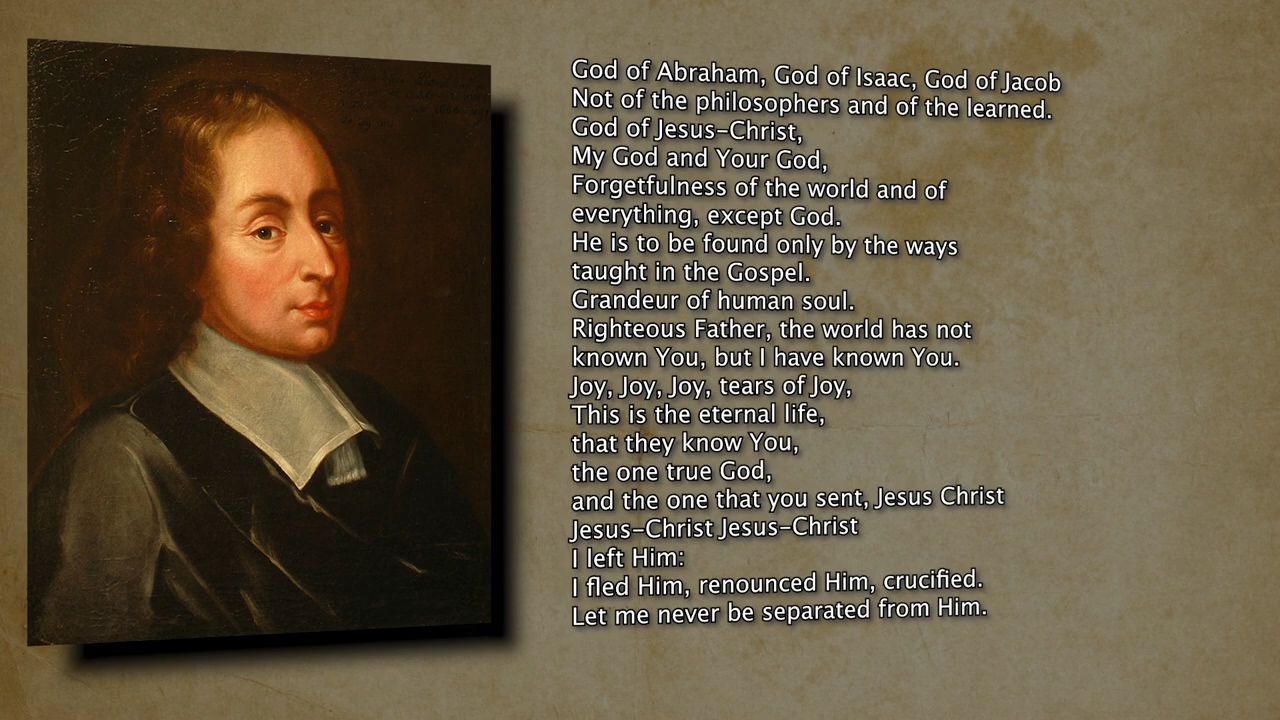 God of Abraham, God of Isaac, God of Jacob
Not of the philosophers and of the learned.
God of Jesus-Christ,
My God and Your God,
Forgetfulness of the world and of
everything, except God.
He is to be found only by the ways
taught in the Gospel.
Grandeur of human soul.
Righteous Father, the world has not
known You, but I have known You.
Joy, Joy, Joy, tears of Joy,
This is the eternal life,
that they know You,
the one true God,
and the one that you sent, Jesus Christ
Jesus-Christ Jesus-Christ
I left Him:
I fled Him, renounced Him, crucified.
Let me never be separated from Him.